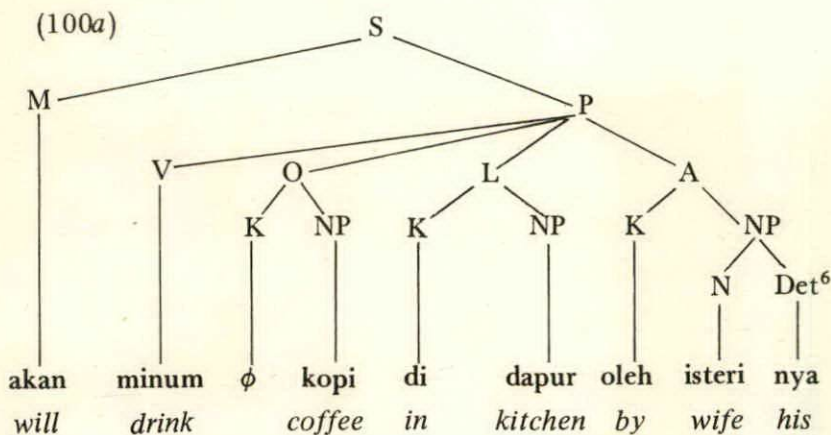 (100a)
S
M P
V O L A
K NP K NP K NP
N Det⁶
akan minum ϕ kopi di dapur oleh isteri nya
will drink coffee in kitchen by wife his